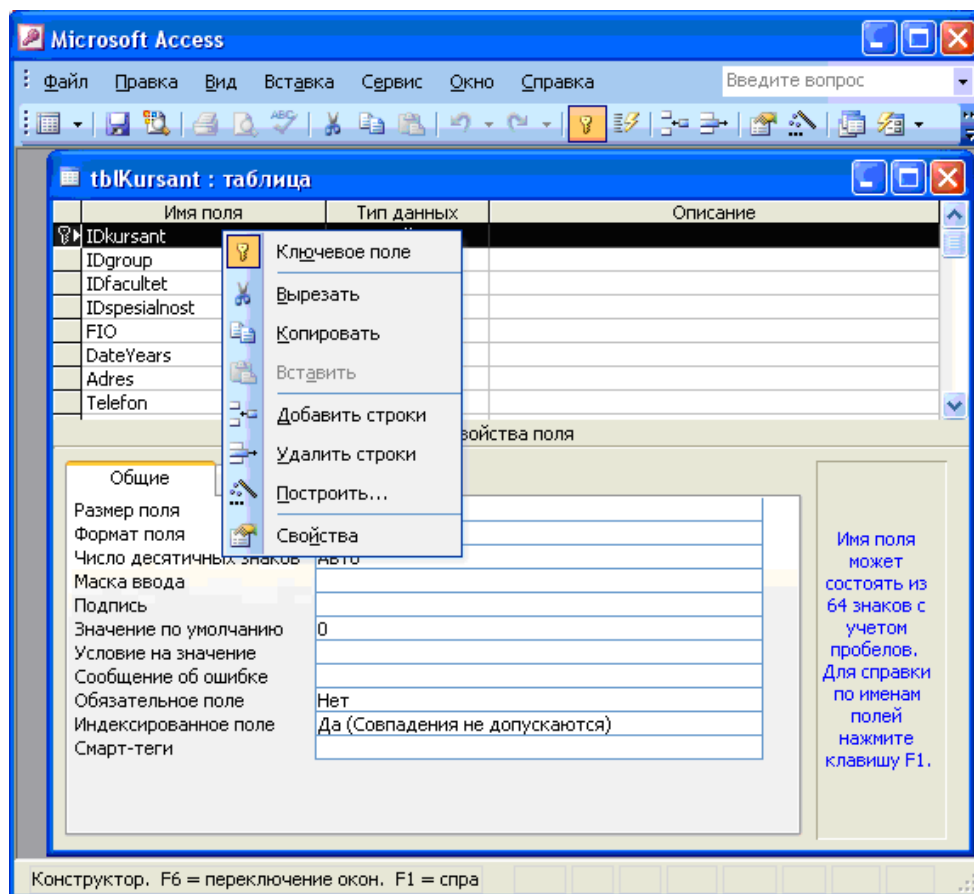 Microsoft Access
Файл Правка Вид Вставка Сервис Окно Справка Введите вопрос
ABC
tblKursant : таблица
Имя поля Тип данных Описание
IDkursant
IDgroup
IDfacultet
IDspesialnost
FIO
DateYears
Adres
Telefon
Ключевое поле
Вырезать
Копировать
Вставить
Добавить строки
Удалить строки
Построить...
Свойства
войства поля
Общие
Размер поля
Формат поля
Число десятичных знаков Авто
Маска ввода
Подпись
Значение по умолчанию 0
Условие на значение
Сообщение об ошибке
Обязательное поле Нет
Индексированное поле Да (Совпадения не допускаются)
Смарт-теги
Имя поля
может
состоять из
64 знаков с
учетом
пробелов.
Для справки
по именам
полей
нажмите
клавишу F1.
Конструктор. F6 = переключение окон. F1 = спра